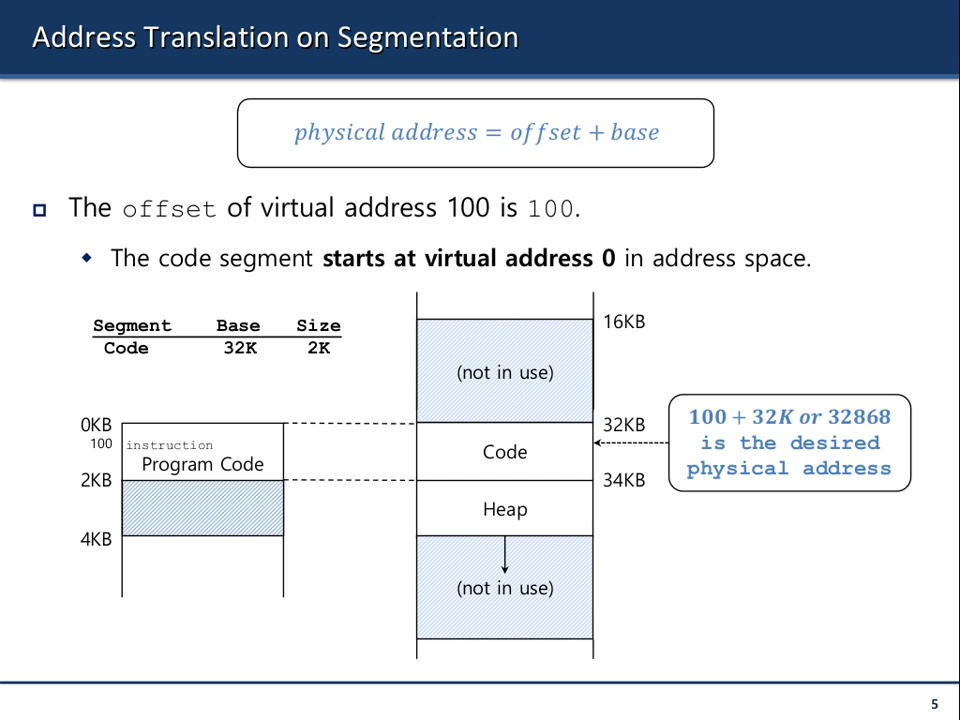 Address Translation on Segmentation
physical address = offset + base
The offset of virtual address 100 is 100.
The code segment starts at virtual address 0 in address space.
Segment Base Size
Code 32K 2K
16KB
(not in use)
0KB
100 instruction
Program Code
2KB
4KB
32KB
Code
34KB
Heap
(not in use)
100 + 32K or 32868
is the desired
physical address
5